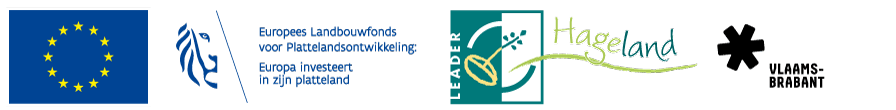 Europees Landbouwfonds
voor Plattelandsontwikkeling:
Europa investeert
in zijn platteland
LEADER
Hageland
VLAAMS-
BRABANT